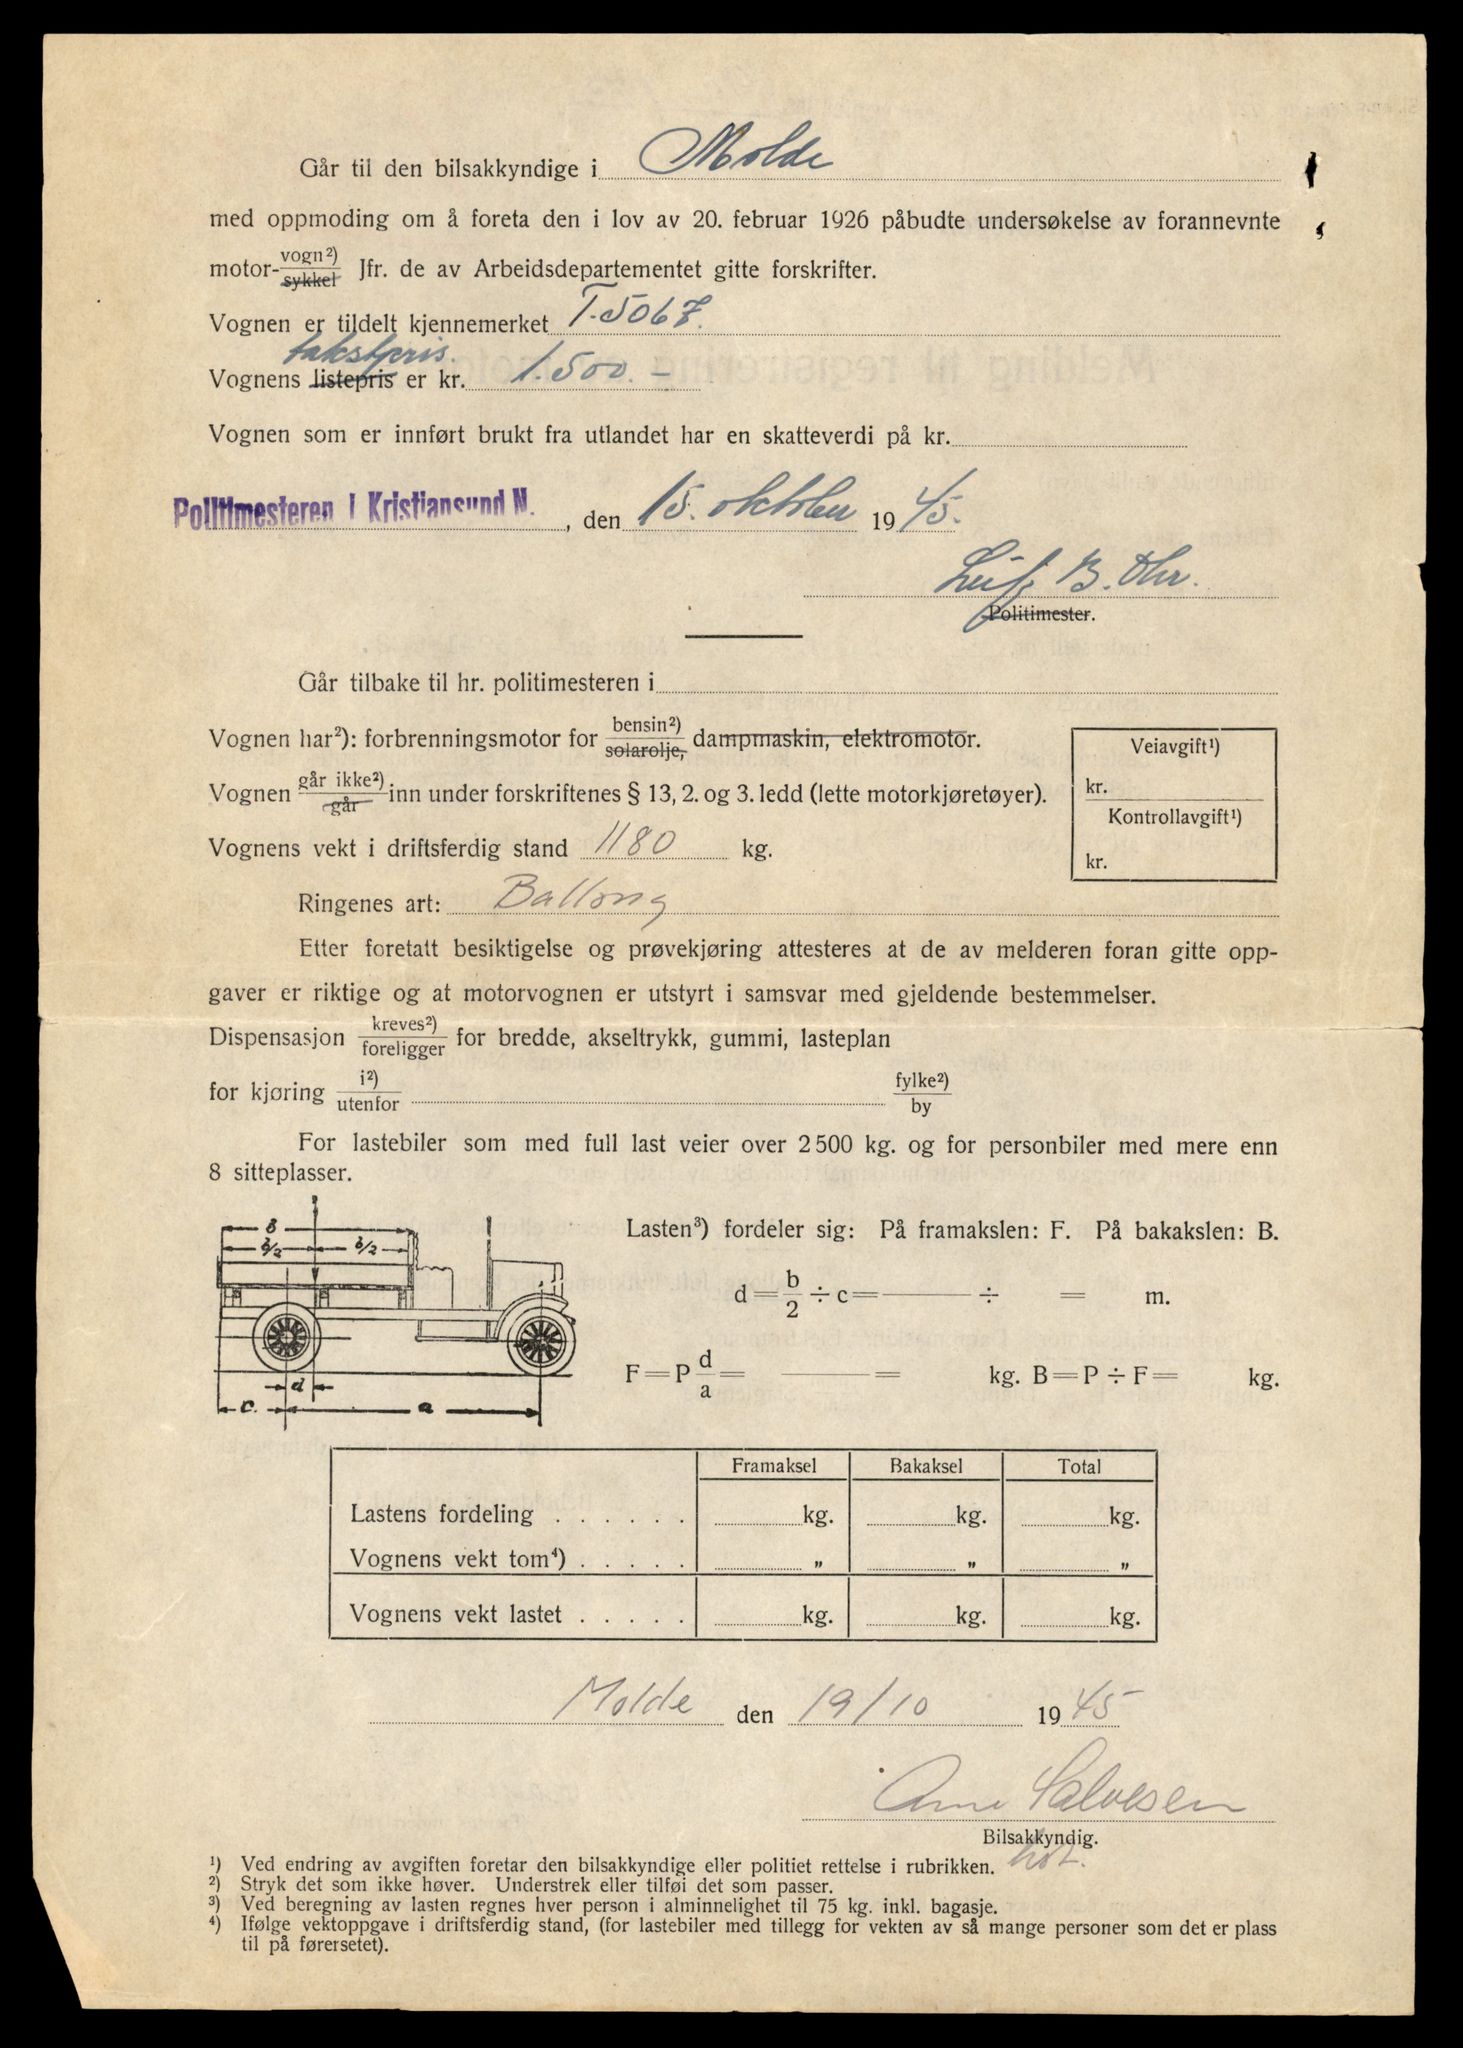 Går til den bilsakkyndige i Molde
med oppmoding om å foreta den i lov av 20. februar 1926 påbudte undersøkelse av forannevnte
motor- vogn²) sykkel Jfr. de av Arbeidsdepartementet gitte forskrifter.
Vognen er tildelt kjennemerket T-5067.
takstpris.
Vognens listepris er kr. 1.500.-
Vognen som er innført brukt fra utlandet har en skatteverdi på kr.
Politimesteren i Kristiansund N. , den 15. oktober 1945.
Leif B. Ohr.
Politimester.
Går tilbake til hr. politimesteren i
Vognen har²): forbrenningsmotor for bensin²) solarolje, dampmaskin, elektromotor.
Veiavgift¹)
kr.
Vognen går ikke²) går inn under forskriftenes § 13, 2. og 3. ledd (lette motorkjøretøyer).
Kontrollavgift¹)
kr.
Vognens vekt i driftsferdig stand 1180 kg.
Ringenes art: Ballong
Etter foretatt besiktigelse og prøvekjøring attesteres at de av melderen foran gitte opp-
gaver er riktige og at motorvognen er utstyrt i samsvar med gjeldende bestemmelser.
Dispensasjon kreves²) foreligger for bredde, akseltrykk, gummi, lasteplan
for kjøring i²) utenfor fylke²) by
For lastebiler som med full last veier over 2500 kg. og for personbiler med mere enn
8 sitteplasser.
b
b/2 b/2
d
c. a
Lasten³) fordeler sig: På framakslen: F. På bakakslen: B.
d = b/2 ÷ c = ÷ = m.
F = P d/a = = kg. B = P ÷ F = kg.
Framaksel Bakaksel Total
Lastens fordeling . . . . . . kg. kg. kg.
Vognens vekt tom⁴) . . . . . „ „ „
Vognens vekt lastet . . . . . kg. kg. kg.
Molde den 19/10 1945
Arne Salvesen
Bilsakkyndig.
kst.
¹) Ved endring av avgiften foretar den bilsakkyndige eller politiet rettelse i rubrikken.
²) Stryk det som ikke høver. Understrek eller tilføi det som passer.
³) Ved beregning av lasten regnes hver person i alminnelighet til 75 kg. inkl. bagasje.
⁴) Ifølge vektoppgave i driftsferdig stand, (for lastebiler med tillegg for vekten av så mange personer som det er plass
til på førersetet).